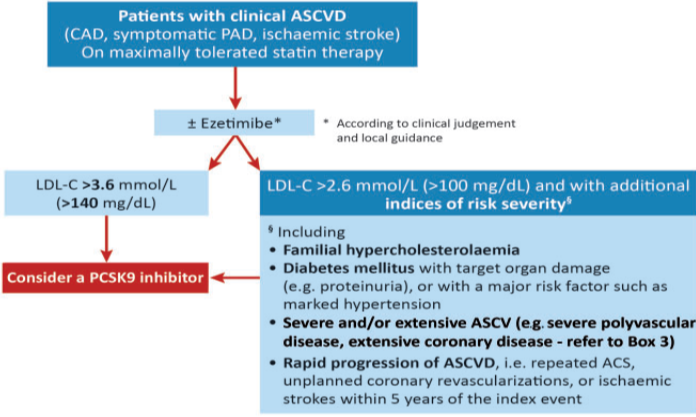 Patients with clinical ASCVD
(CAD, symptomatic PAD, ischaemic stroke)
On maximally tolerated statin therapy
± Ezetimibe*
* According to clinical judgement
and local guidance
LDL-C >3.6 mmol/L
(>140 mg/dL)
LDL-C >2.6 mmol/L (>100 mg/dL) and with additional
indices of risk severity§
Consider a PCSK9 inhibitor
§ Including
• Familial hypercholesterolaemia
• Diabetes mellitus with target organ damage
(e.g. proteinuria), or with a major risk factor such as
marked hypertension
• Severe and/or extensive ASCV (e.g. severe polyvascular
disease, extensive coronary disease - refer to Box 3)
• Rapid progression of ASCVD, i.e. repeated ACS,
unplanned coronary revascularizations, or ischaemic
strokes within 5 years of the index event